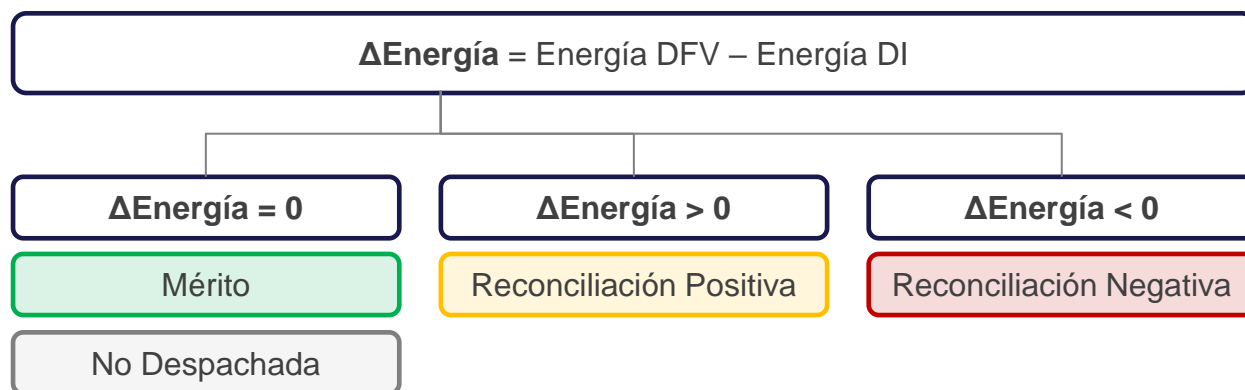 ΔEnergía = Energía DFV – Energía DI
ΔEnergía = 0
ΔEnergía > 0
ΔEnergía < 0
Mérito
Reconciliación Positiva
Reconciliación Negativa
No Despachada